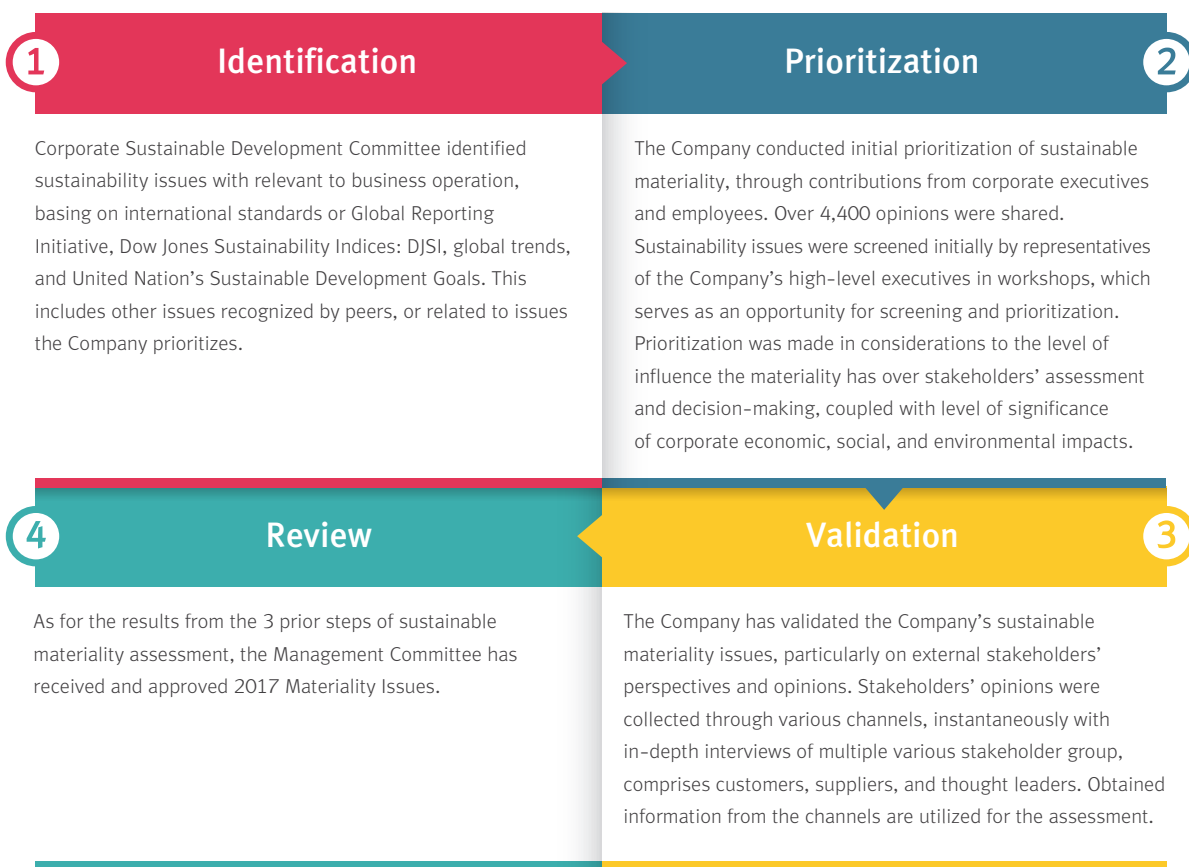 1
Identification
Corporate Sustainable Development Committee identified
sustainability issues with relevant to business operation,
basing on international standards or Global Reporting
Initiative, Dow Jones Sustainability Indices: DJSI, global trends,
and United Nation's Sustainable Development Goals. This
includes other issues recognized by peers, or related to issues
the Company prioritizes.
Prioritization
2
The Company conducted initial prioritization of sustainable
materiality, through contributions from corporate executives
and employees. Over 4,400 opinions were shared.
Sustainability issues were screened initially by representatives
of the Company's high-level executives in workshops, which
serves as an opportunity for screening and prioritization.
Prioritization was made in considerations to the level of
influence the materiality has over stakeholders' assessment
and decision-making, coupled with level of significance
of corporate economic, social, and environmental impacts.
Validation
3
The Company has validated the Company's sustainable
materiality issues, particularly on external stakeholders'
perspectives and opinions. Stakeholders' opinions were
collected through various channels, instantaneously with
in-depth interviews of multiple various stakeholder group,
comprises customers, suppliers, and thought leaders. Obtained
information from the channels are utilized for the assessment.
4
Review
As for the results from the 3 prior steps of sustainable
materiality assessment, the Management Committee has
received and approved 2017 Materiality Issues.